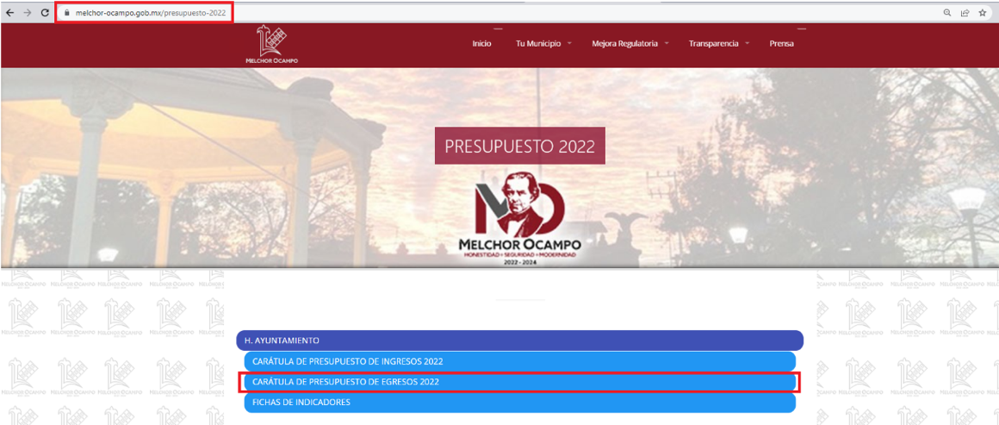 melchor-ocampo.gob.mx/presupuesto-2022
MELCHOR OCAMPO
Inicio Tu Municipio Mejora Regulatoria Transparencia Prensa
PRESUPUESTO 2022
MO
MELCHOR OCAMPO
HONESTIDAD • SEGURIDAD • MODERNIDAD
2022 - 2024
H. AYUNTAMIENTO
CARÁTULA DE PRESUPUESTO DE INGRESOS 2022
CARÁTULA DE PRESUPUESTO DE EGRESOS 2022
FICHAS DE INDICADORES